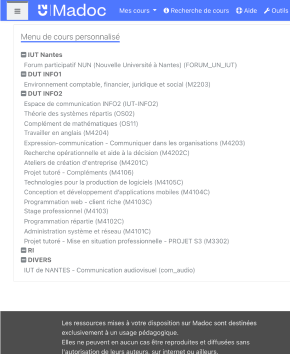 Madoc
Mes cours
Recherche de cours
Aide
Outils
Menu de cours personnalisé
IUT Nantes
Forum participatif NUN (Nouvelle Université à Nantes) (FORUM_UN_IUT)
DUT INFO1
Environnement comptable, financier, juridique et social (M2203)
DUT INFO2
Espace de communication INFO2 (IUT-INFO2)
Théorie des systèmes répartis (OS02)
Complément de mathématiques (OS11)
Travailler en anglais (M4204)
Expression-communication - Communiquer dans les organisations (M4203)
Recherche opérationnelle et aide à la décision (M4202C)
Ateliers de création d'entreprise (M4201C)
Projet tutoré - Compléments (M4106)
Technologies pour la production de logiciels (M4105C)
Conception et développement d'applications mobiles (M4104C)
Programmation web - client riche (M4103C)
Stage professionnel (M4103)
Programmation répartie (M4102C)
Administration système et réseau (M4101C)
Projet tutoré - Mise en situation professionnelle - PROJET S3 (M3302)
RI
DIVERS
IUT de NANTES - Communication audiovisuel (com_audio)
Les ressources mises à votre disposition sur Madoc sont destinées
exclusivement à un usage pédagogique.
Elles ne peuvent en aucun cas être reproduites et diffusées sans
l'autorisation de leurs auteurs, sur internet ou ailleurs.